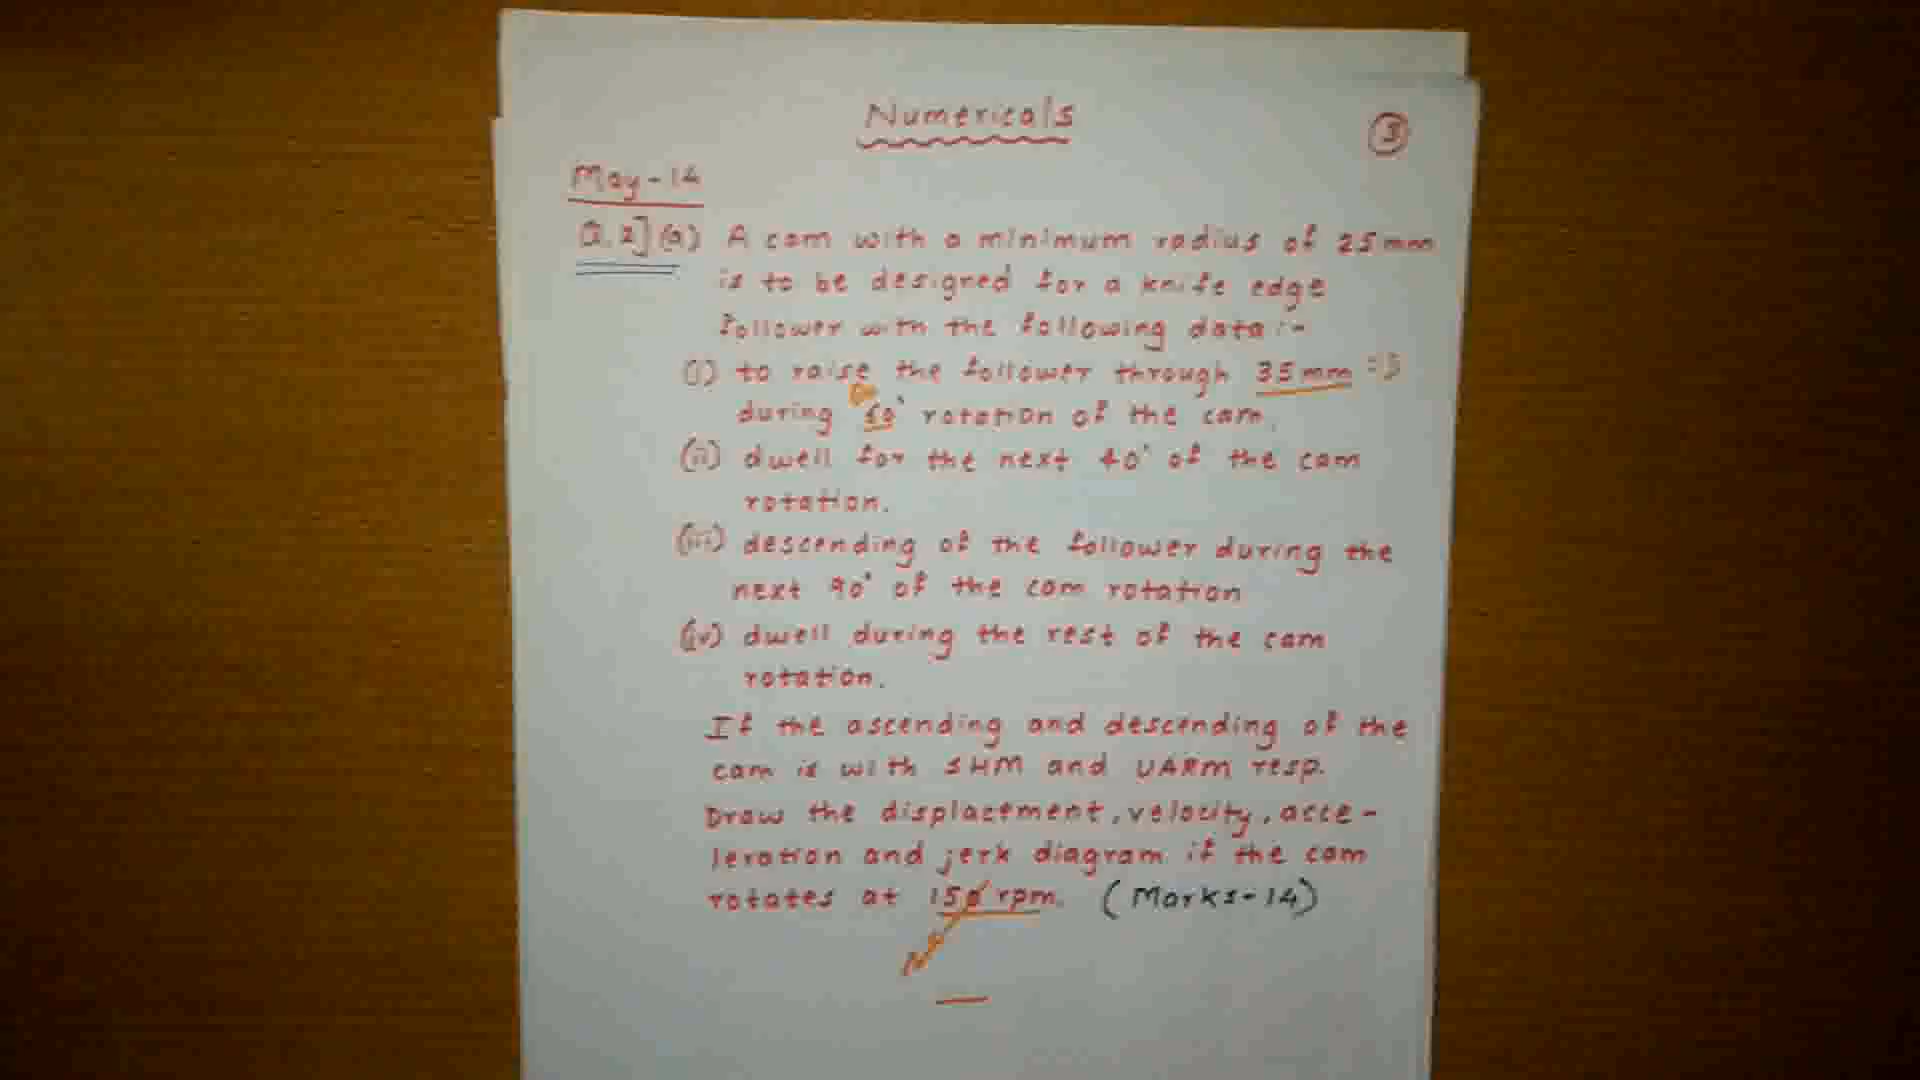 Numericals
3
May-14
(a) A cam with a minimum radius of 25mm
is to be designed for a knife edge
follower with the following data:-
(i) to raise the follower through 35mm
during 60° rotation of the cam.
(ii) dwell for the next 40° of the cam
rotation.
(iii) descending of the follower during the
next 90° of the cam rotation
(iv) dwell during the rest of the cam
rotation.
If the ascending and descending of the
cam is with SHM and UARM resp.
Draw the displacement, velocity, acce-
leration and jerk diagram if the cam
rotates at 150 rpm. (Marks-14)
N